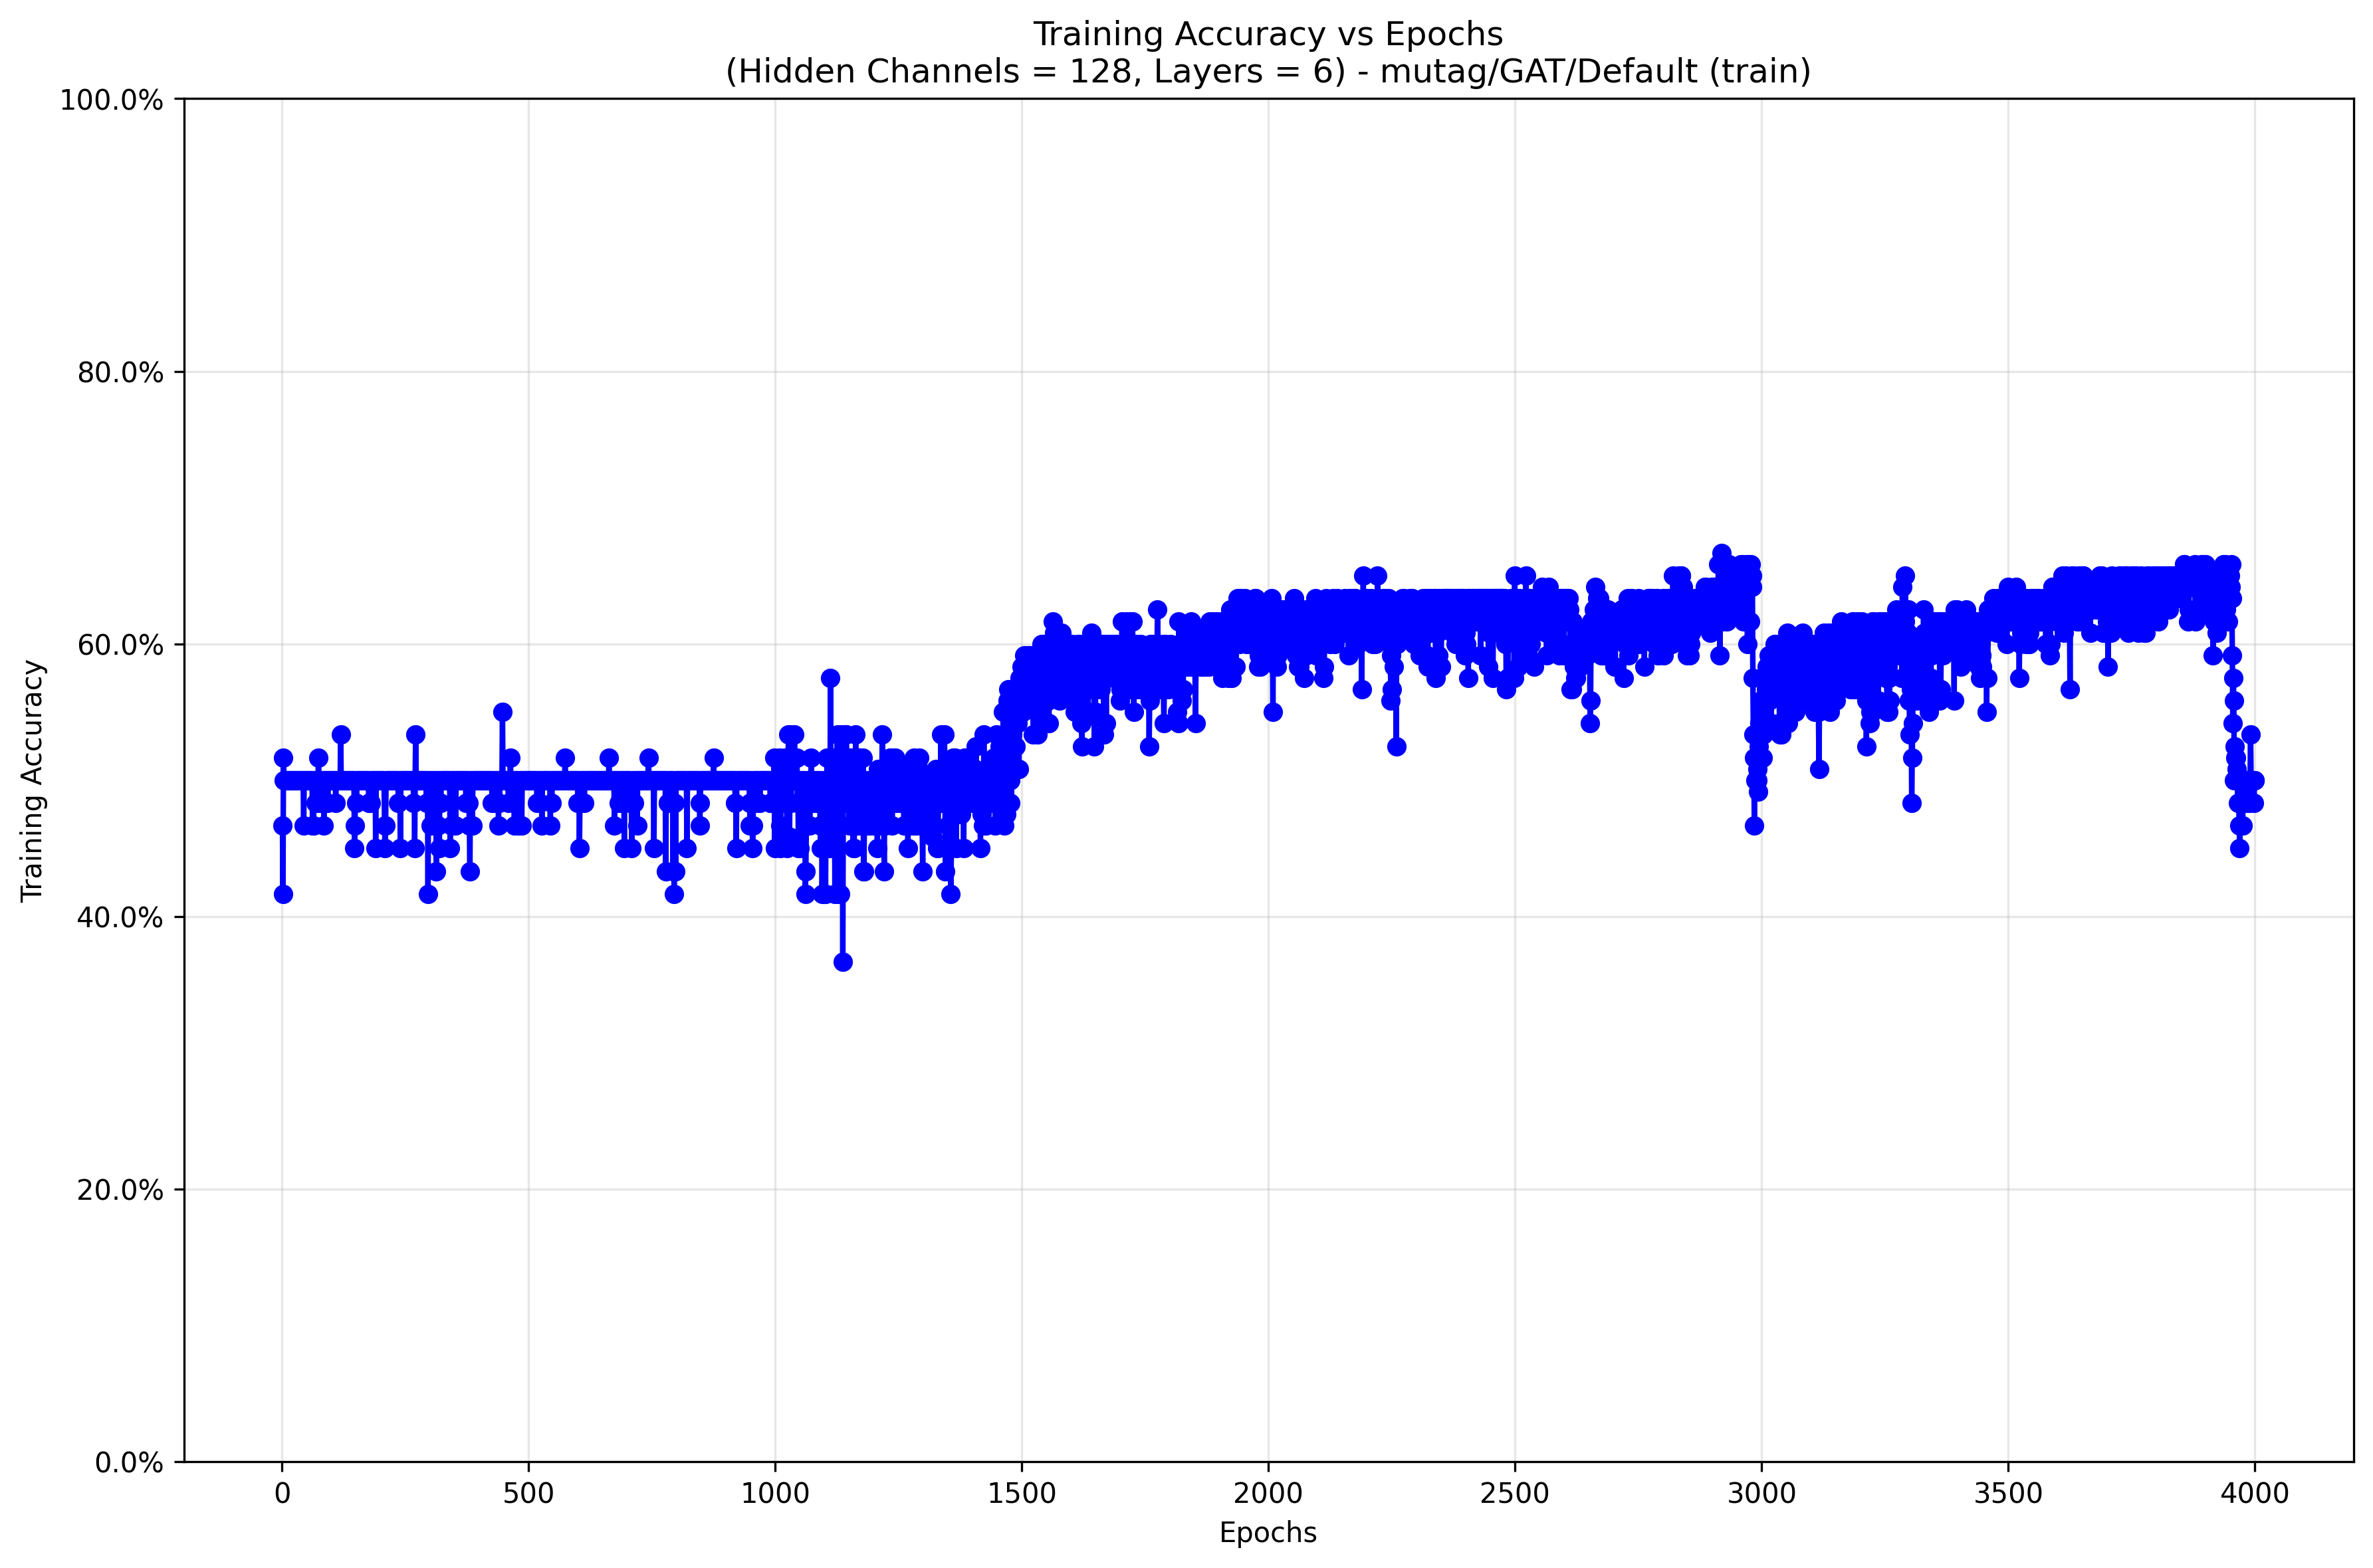 Training Accuracy vs Epochs
(Hidden Channels = 128, Layers = 6) - mutag/GAT/Default (train)
100.0%
80.0%
60.0%
40.0%
20.0%
0.0%
Training Accuracy
0 500 1000 1500 2000 2500 3000 3500 4000
Epochs